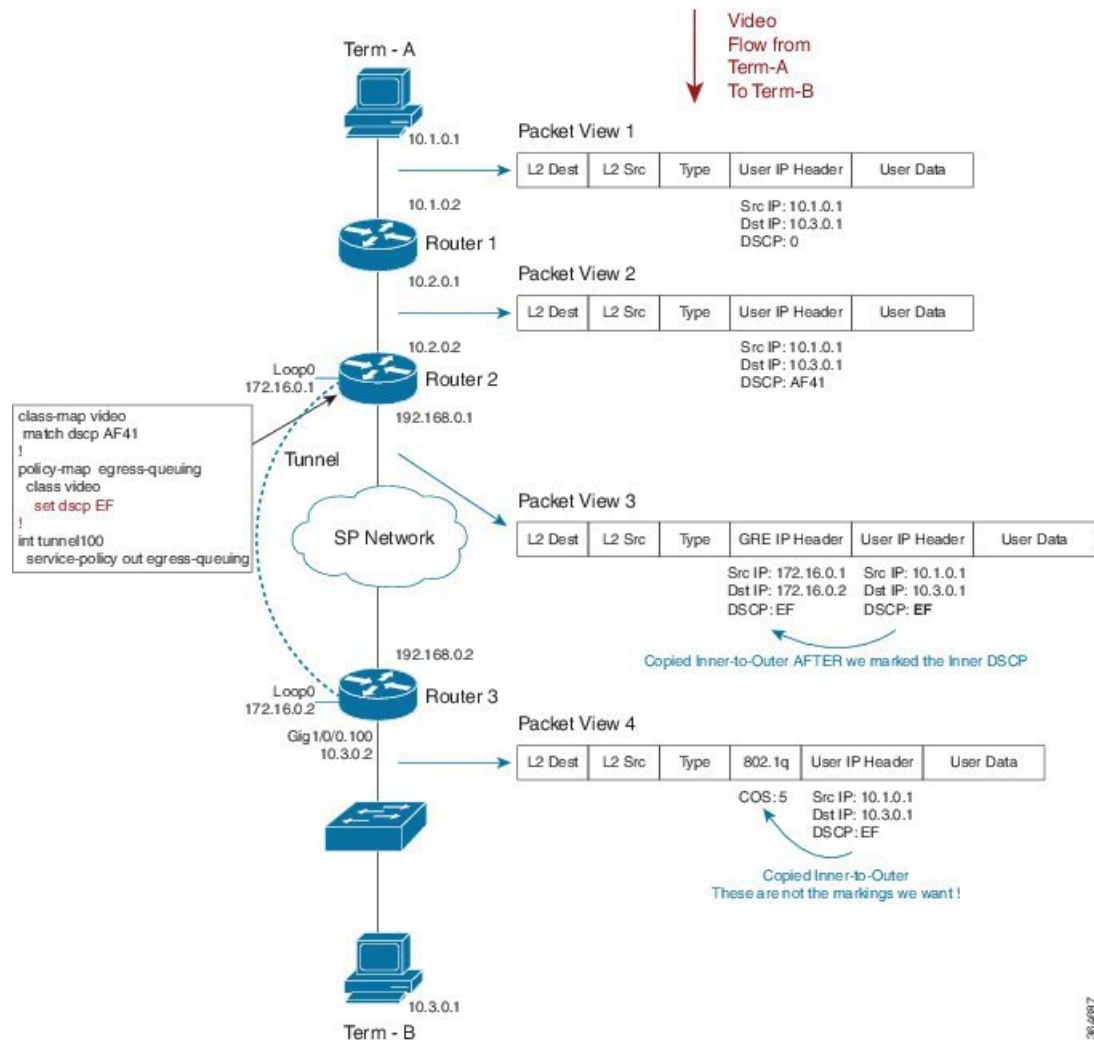 Video
Flow from
Term-A
To Term-B
Term - A
10.1.0.1
Packet View 1
L2 Dest L2 Src Type User IP Header User Data
Src IP: 10.1.0.1
Dst IP: 10.3.0.1
DSCP: 0
10.1.0.2
Router 1
10.2.0.1
Packet View 2
L2 Dest L2 Src Type User IP Header User Data
Src IP: 10.1.0.1
Dst IP: 10.3.0.1
DSCP: AF41
10.2.0.2
Loop0
172.16.0.1
Router 2
192.168.0.1
class-map video
match dscp AF41
!
policy-map egress-queuing
class video
set dscp EF
!
int tunnel100
service-policy out egress-queuing
Tunnel
SP Network
Packet View 3
L2 Dest L2 Src Type GRE IP Header User IP Header User Data
Src IP: 172.16.0.1
Dst IP: 172.16.0.2
DSCP: EF
Src IP: 10.1.0.1
Dst IP: 10.3.0.1
DSCP: EF
Copied Inner-to-Outer AFTER we marked the Inner DSCP
192.168.0.2
Loop0
172.16.0.2
Router 3
Gig1/0/0.100
10.3.0.2
Packet View 4
L2 Dest L2 Src Type 802.1q User IP Header User Data
COS: 5
Src IP: 10.1.0.1
Dst IP: 10.3.0.1
DSCP: EF
Copied Inner-to-Outer
These are not the markings we want !
10.3.0.1
Term - B